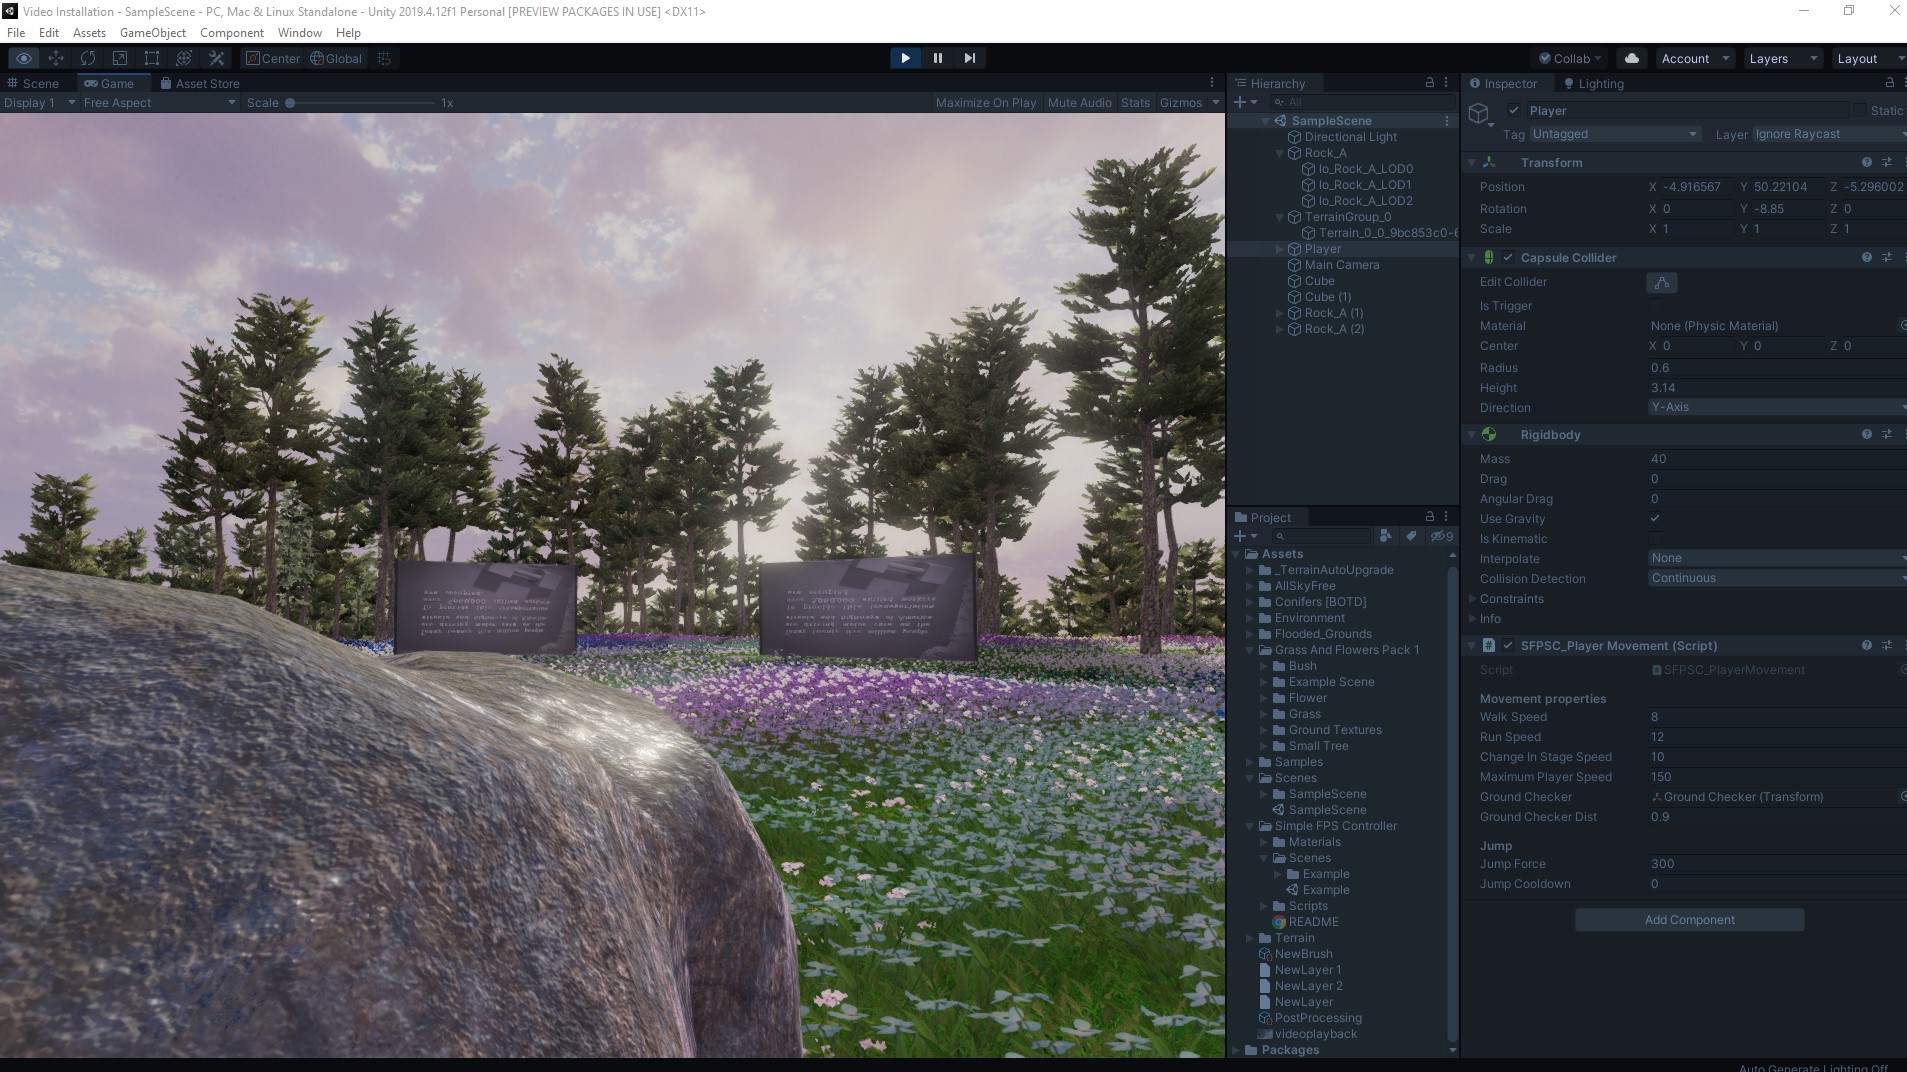 Video Installation - SampleScene - PC, Mac & Linux Standalone - Unity 2019.4.12f1 Personal [PREVIEW PACKAGES IN USE] <DX11>
File Edit Assets GameObject Component Window Help
Center Global
Collab Account Layers Layout
Scene Game Asset Store
Display 1 Free Aspect Scale 1x Maximize On Play Mute Audio Stats Gizmos
Hierarchy
All
SampleScene
Directional Light
Rock_A
lo_Rock_A_LOD0
lo_Rock_A_LOD1
lo_Rock_A_LOD2
TerrainGroup_0
Terrain_0_0_9bc853c0-6
Player
Main Camera
Cube
Cube (1)
Rock_A (1)
Rock_A (2)
Project
9
Assets
_TerrainAutoUpgrade
AllSkyFree
Conifers [BOTD]
Environment
Flooded_Grounds
Grass And Flowers Pack 1
Bush
Example Scene
Flower
Grass
Ground Textures
Small Tree
Samples
Scenes
SampleScene
SampleScene
Simple FPS Controller
Materials
Scenes
Example
Example
Scripts
README
Terrain
NewBrush
NewLayer 1
NewLayer 2
NewLayer
PostProcessing
videoplayback
Packages
Inspector Lighting
Player Static
Tag Untagged Layer Ignore Raycast
Transform
Position X -4.916567 Y 50.22104 Z -5.296002
Rotation X 0 Y -8.85 Z 0
Scale X 1 Y 1 Z 1
Capsule Collider
Edit Collider
Is Trigger
Material None (Physic Material)
Center X 0 Y 0 Z 0
Radius 0.6
Height 3.14
Direction Y-Axis
Rigidbody
Mass 40
Drag 0
Angular Drag 0
Use Gravity
Is Kinematic
Interpolate None
Collision Detection Continuous
Constraints
Info
SFPSC_Player Movement (Script)
Script SFPSC_PlayerMovement
Movement properties
Walk Speed 8
Run Speed 12
Change In Stage Speed 10
Maximum Player Speed 150
Ground Checker Ground Checker (Transform)
Ground Checker Dist 0.9
Jump
Jump Force 300
Jump Cooldown 0
Add Component
Auto Generate Lighting Off